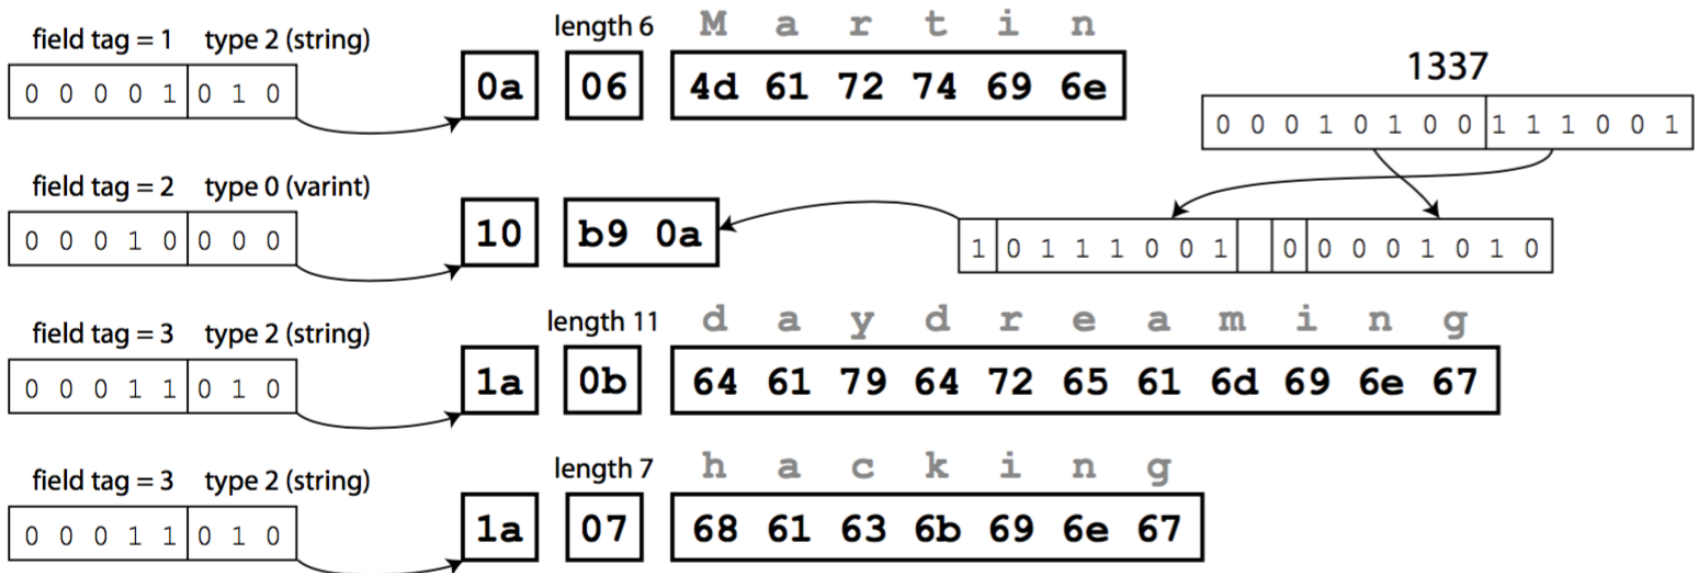 field tag = 1 type 2 (string)
length 6
M a r t i n
0 0 0 0 1 0 1 0
0a 06 4d 61 72 74 69 6e
1337
0 0 0 1 0 1 0 0 1 1 1 0 0 1
field tag = 2 type 0 (varint)
0 0 0 1 0 0 0 0
10 b9 0a
1 0 1 1 1 0 0 1 0 0 0 0 1 0 1 0
field tag = 3 type 2 (string)
length 11
d a y d r e a m i n g
0 0 0 1 1 0 1 0
1a 0b 64 61 79 64 72 65 61 6d 69 6e 67
field tag = 3 type 2 (string)
length 7
h a c k i n g
0 0 0 1 1 0 1 0
1a 07 68 61 63 6b 69 6e 67